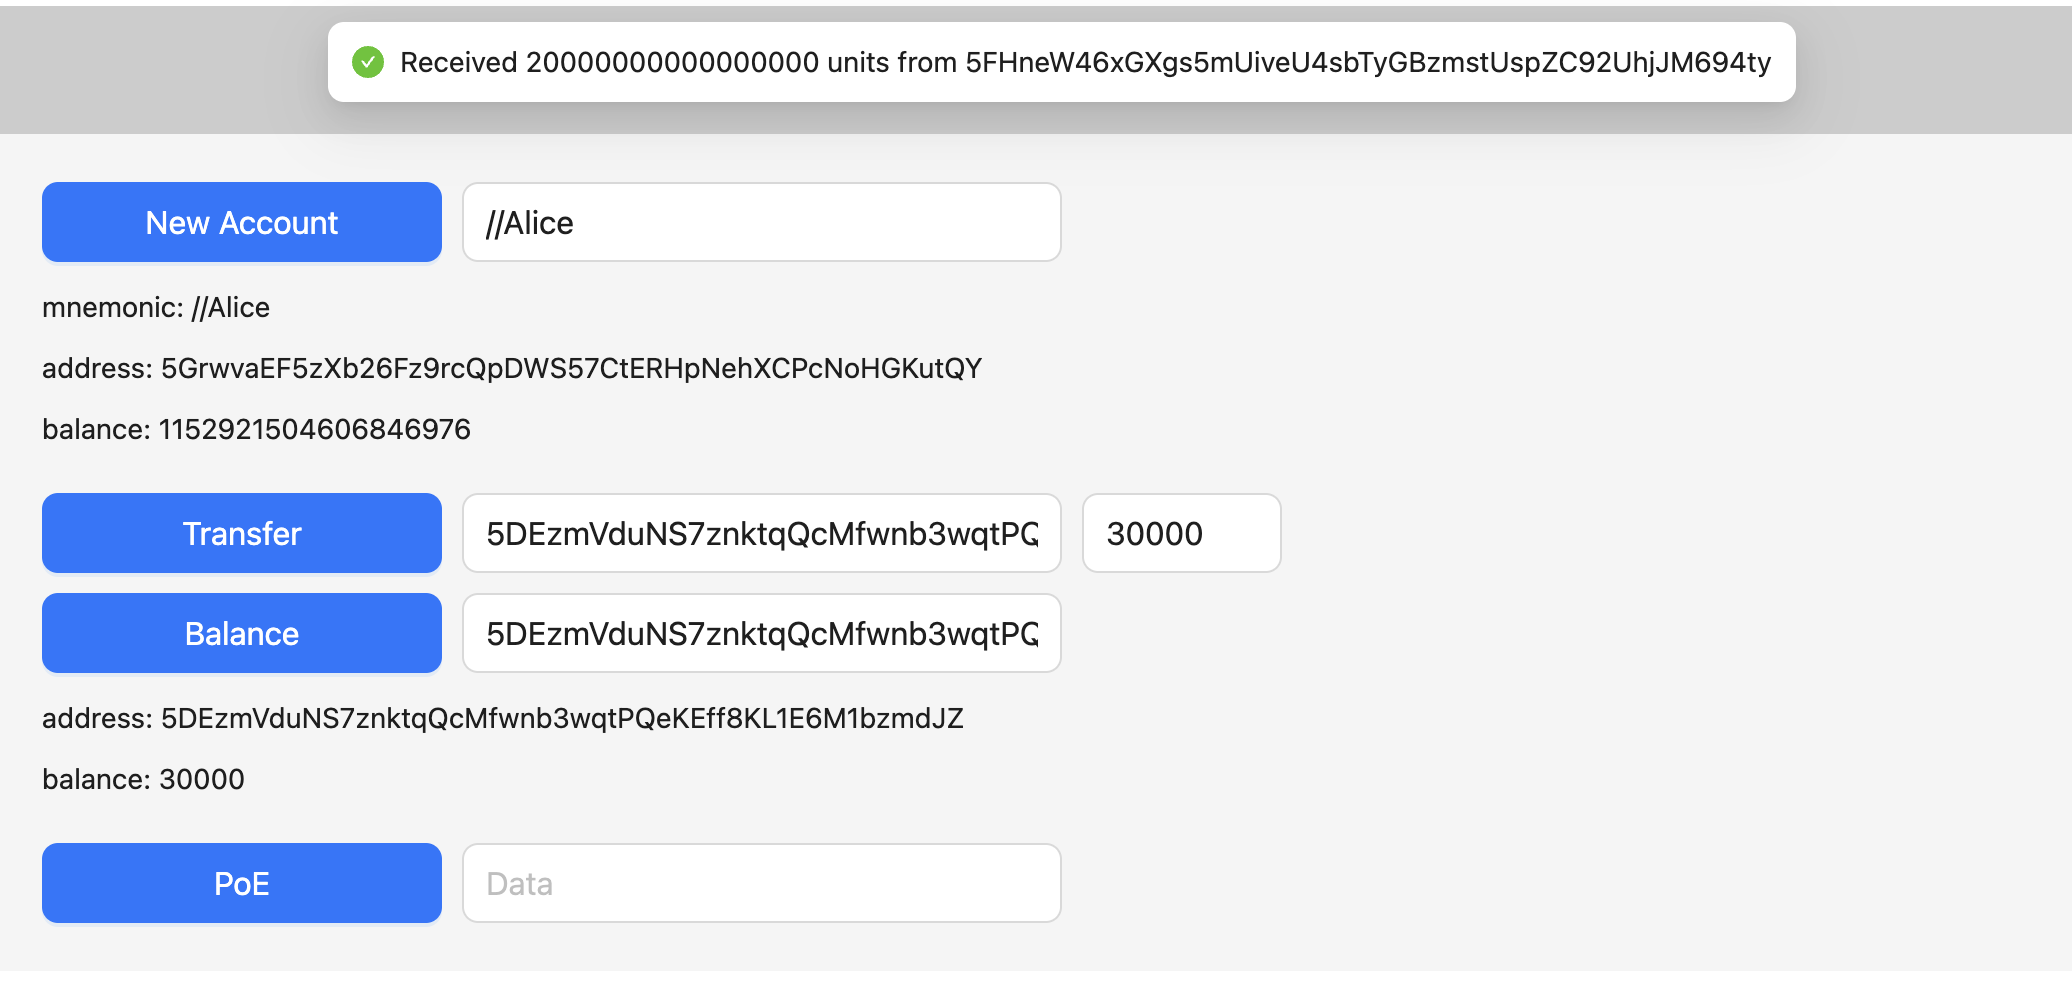 Received 20000000000000000 units from 5FHneW46xGXgs5mUiveU4sbTyGBzmstUspZC92UhjJM694ty
New Account
//Alice
mnemonic: //Alice
address: 5GrwvaEF5zXb26Fz9rcQpDWS57CtERHpNehXCPcNoHGKutQY
balance: 1152921504606846976
Transfer
5DEzmVduNS7znktqQcMfwnb3wqtPQ
30000
Balance
5DEzmVduNS7znktqQcMfwnb3wqtPQ
address: 5DEzmVduNS7znktqQcMfwnb3wqtPQeKEff8KL1E6M1bzmdJZ
balance: 30000
PoE
Data